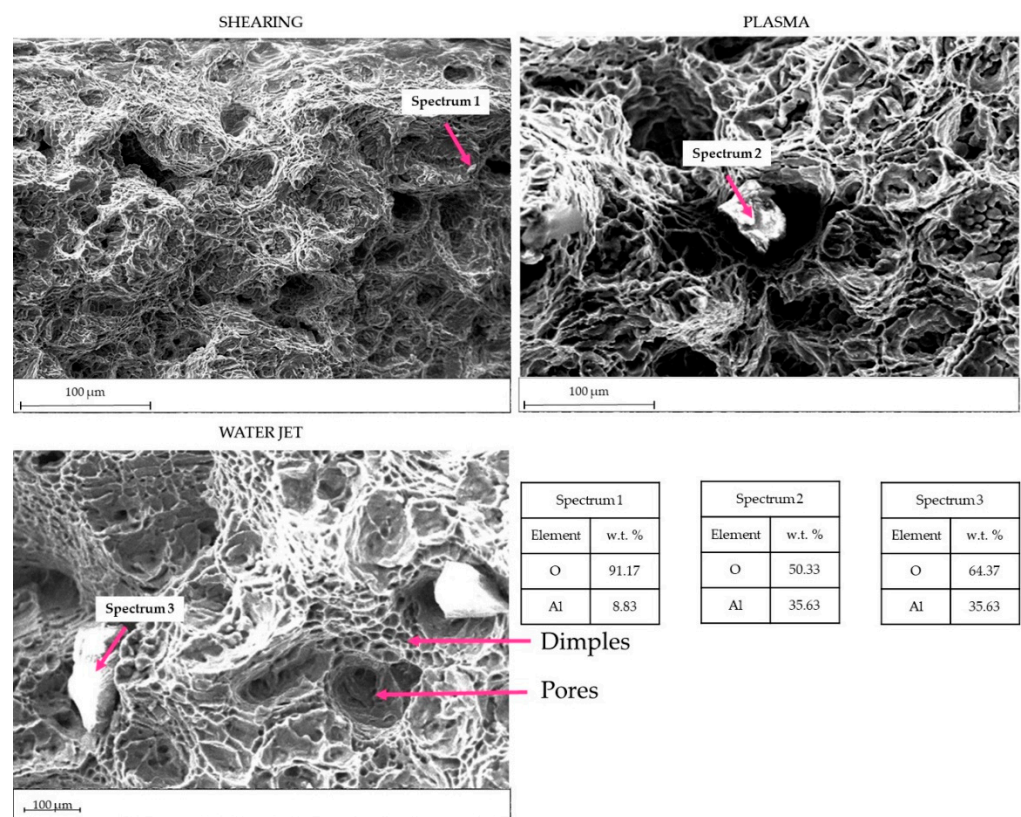 SHEARING
PLASMA
Spectrum 1
Spectrum 2
100 µm
100 µm
WATER JET
Spectrum 3
100 µm
Spectrum 1
Element w.t. %
O 91.17
Al 8.83
Spectrum 2
Element w.t. %
O 50.33
Al 35.63
Spectrum 3
Element w.t. %
O 64.37
Al 35.63
Dimples
Pores